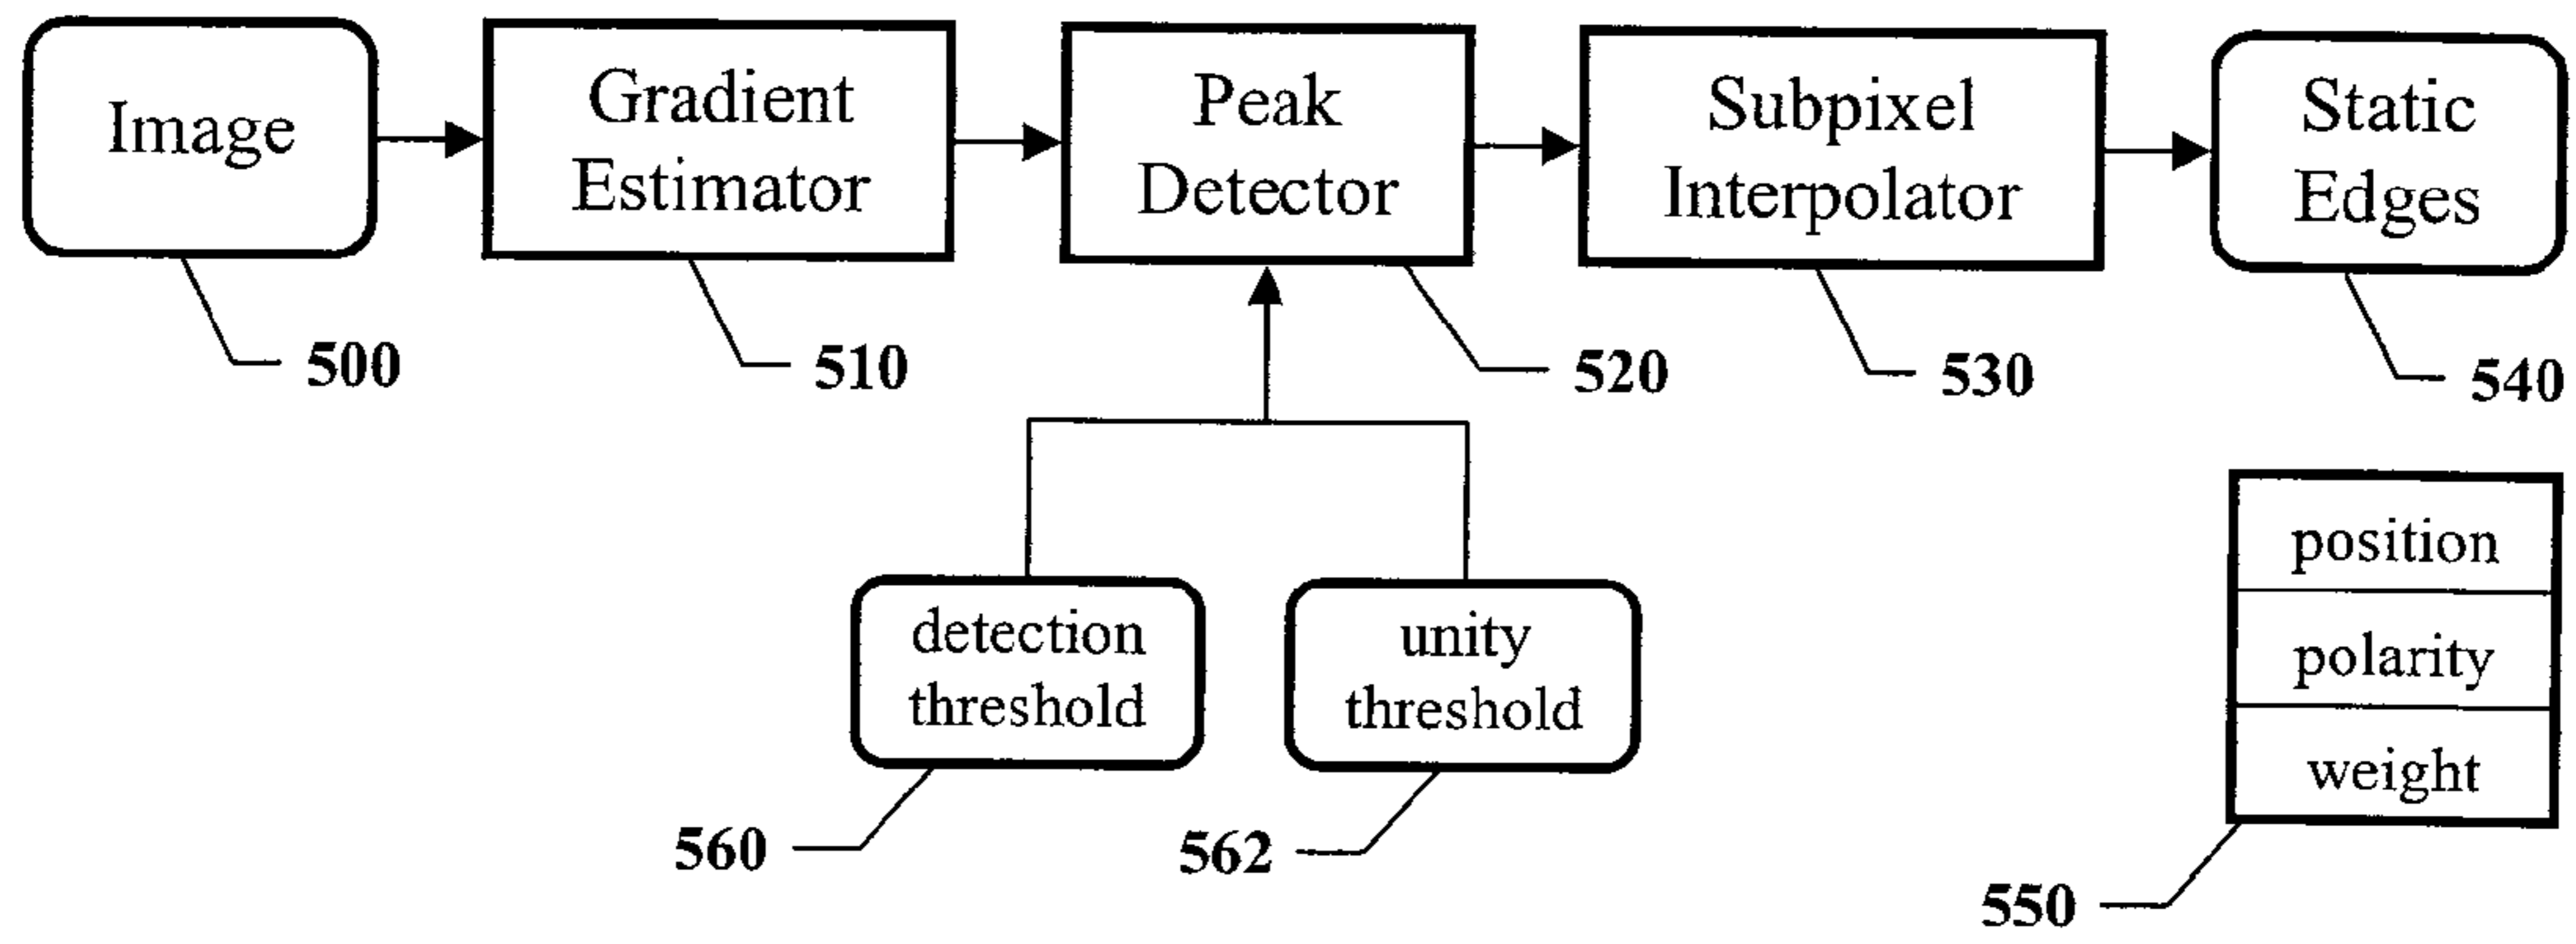 Image
Gradient
Estimator
Peak
Detector
Subpixel
Interpolator
Static
Edges
500
510
520
530
540
detection
threshold
unity
threshold
position
polarity
weight
560
562
550